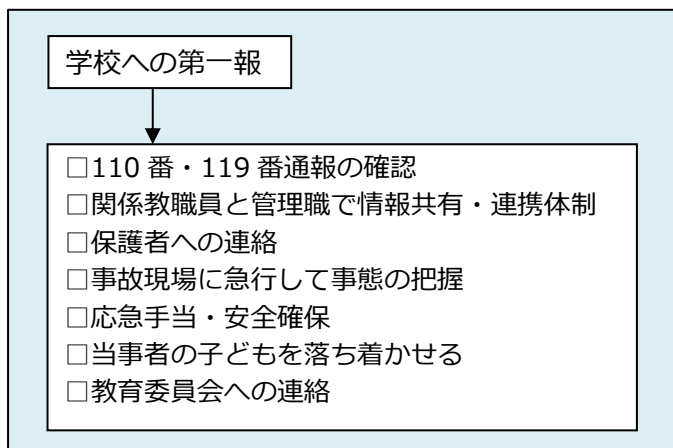 学校への第一報
□110 番・119 番通報の確認
□関係教職員と管理職で情報共有・連携体制
□保護者への連絡
□事故現場に急行して事態の把握
□応急手当・安全確保
□当事者の子どもを落ち着かせる
□教育委員会への連絡